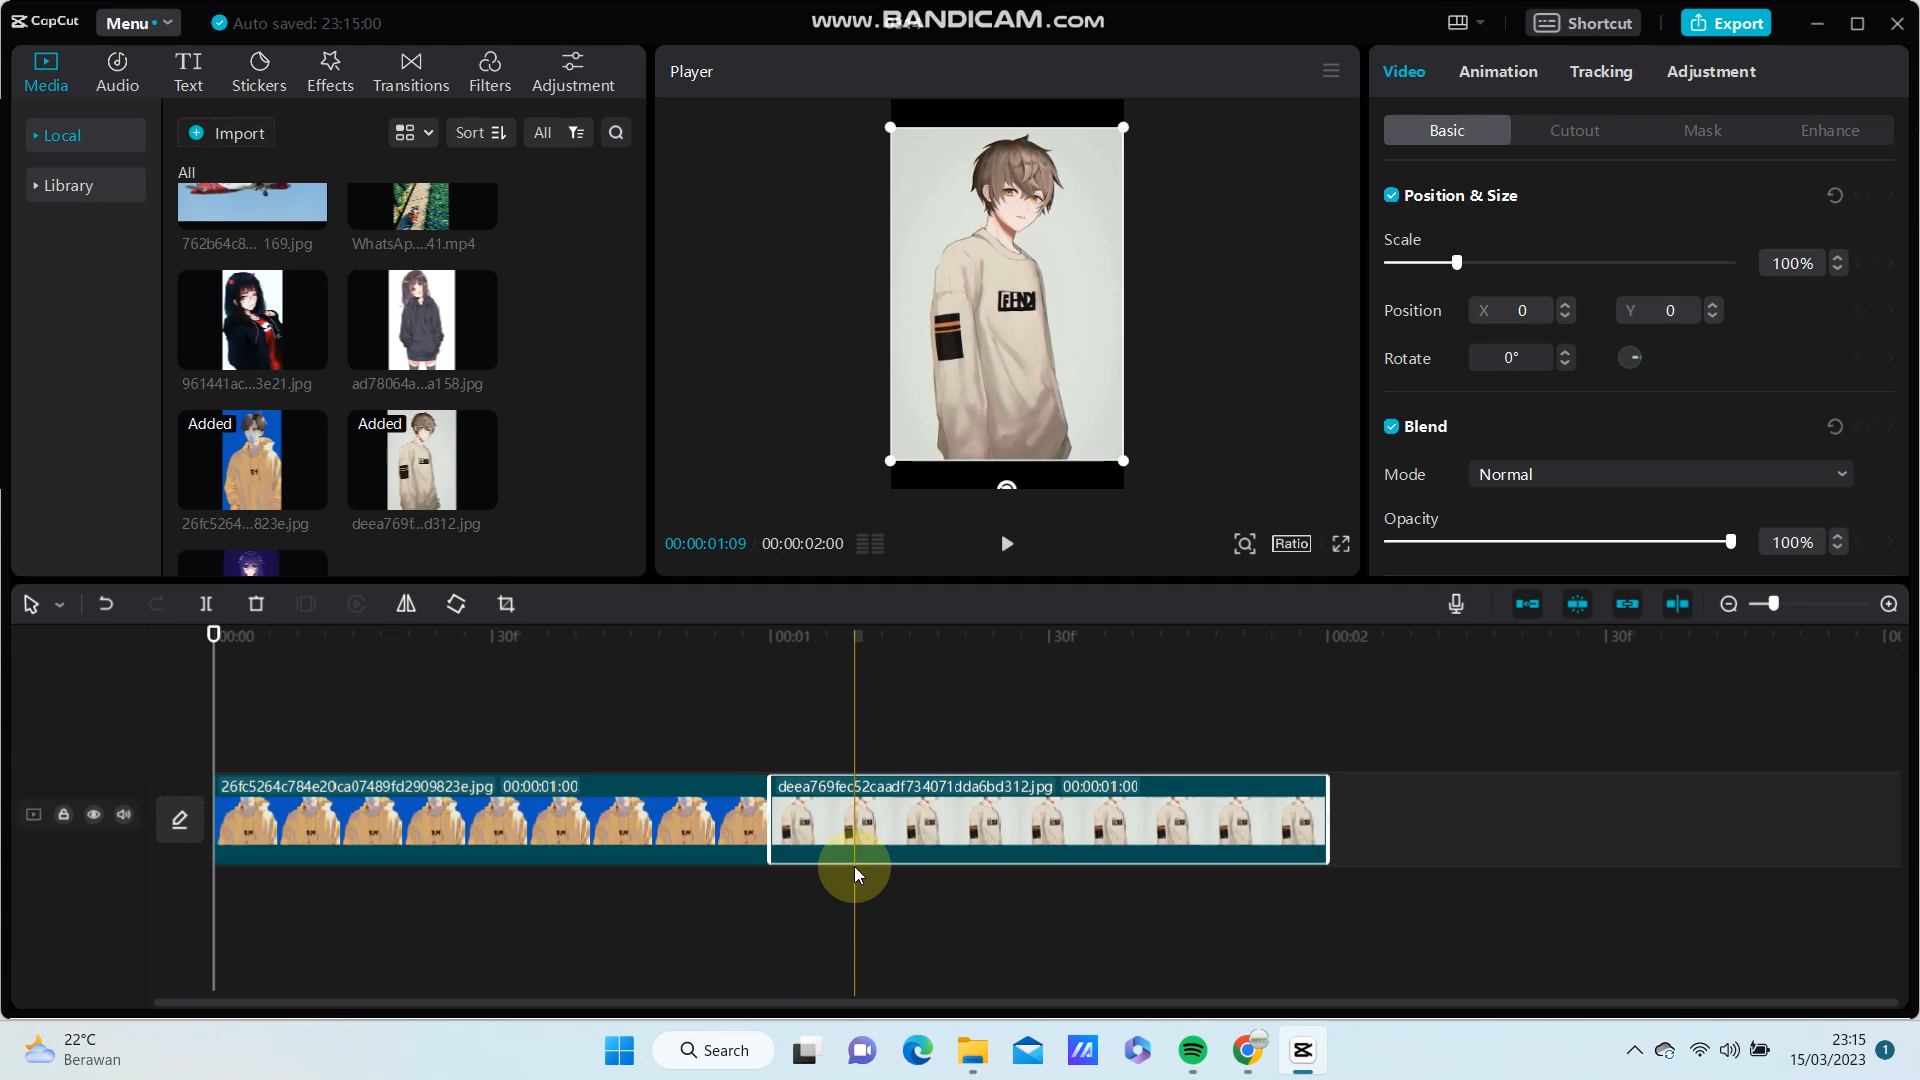 CapCut
Menu
Auto saved: 23:15:00
www.BANDICAM.com
Shortcut
Export
Media
Audio
Text
Stickers
Effects
Transitions
Filters
Adjustment
Player
Video
Animation
Tracking
Adjustment
Local
Library
Import
Sort
All
All
Basic
Cutout
Mask
Enhance
762b64c8... 169.jpg
WhatsAp....41.mp4
961441ac...3e21.jpg
ad78064a...a158.jpg
Added
26fc5264...823e.jpg
Added
deea769f...d312.jpg
FENDI
Position & Size
Scale
100%
Position
X 0
Y 0
Rotate
0°
Blend
Mode
Normal
Opacity
100%
00:00:01:09
00:00:02:00
Ratio
00:00
30f
00:01
30f
00:02
30f
26fc5264c784e20ca07489fd2909823e.jpg 00:00:01:00
deea769fec52caadf734071dda6bd312.jpg 00:00:01:00
22°C
Berawan
Search
23:15
15/03/2023
1